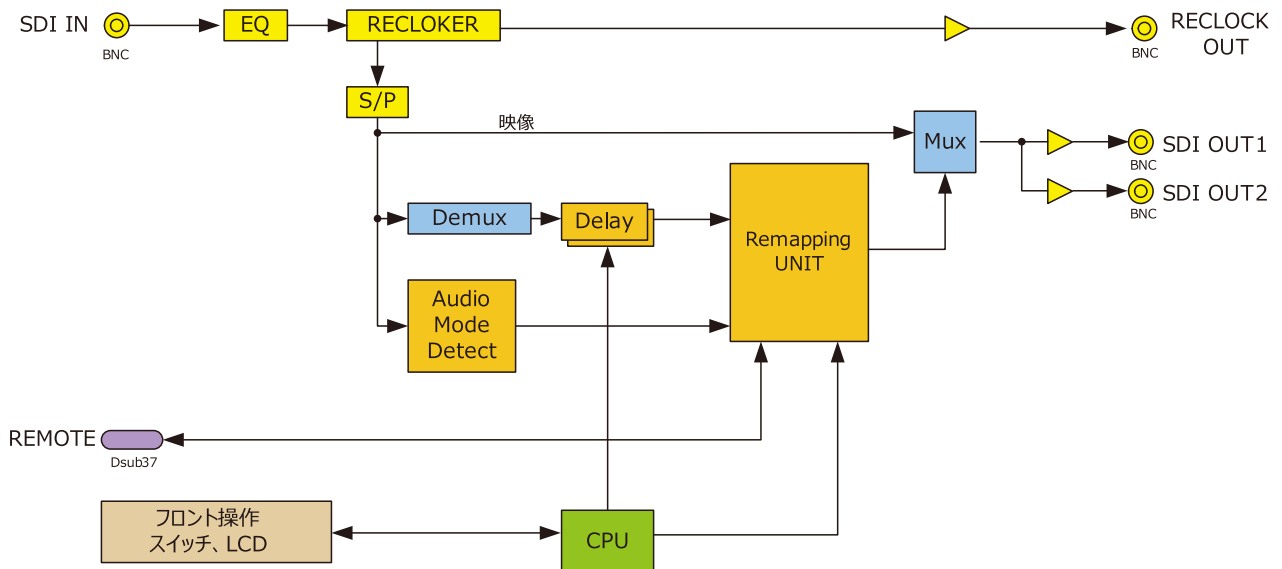 SDI IN
BNC
EQ
RECLOKER
BNC
RECLOCK
OUT
S/P
映像
Mux
SDI OUT1
BNC
SDI OUT2
BNC
Demux
Delay
Remapping
UNIT
Audio
Mode
Detect
REMOTE
Dsub37
フロント操作
スイッチ、LCD
CPU